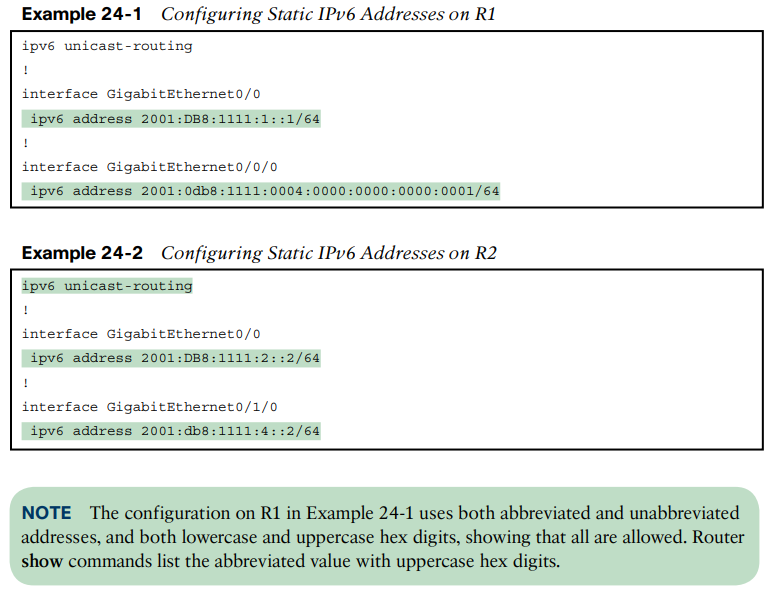 Example 24-1 Configuring Static IPv6 Addresses on R1
ipv6 unicast-routing
!
interface GigabitEthernet0/0
ipv6 address 2001:DB8:1111:1::1/64
!
interface GigabitEthernet0/0/0
ipv6 address 2001:0db8:1111:0004:0000:0000:0000:0001/64
Example 24-2 Configuring Static IPv6 Addresses on R2
ipv6 unicast-routing
!
interface GigabitEthernet0/0
ipv6 address 2001:DB8:1111:2::2/64
!
interface GigabitEthernet0/1/0
ipv6 address 2001:db8:1111:4::2/64
NOTE The configuration on R1 in Example 24-1 uses both abbreviated and unabbreviated
addresses, and both lowercase and uppercase hex digits, showing that all are allowed. Router
show commands list the abbreviated value with uppercase hex digits.